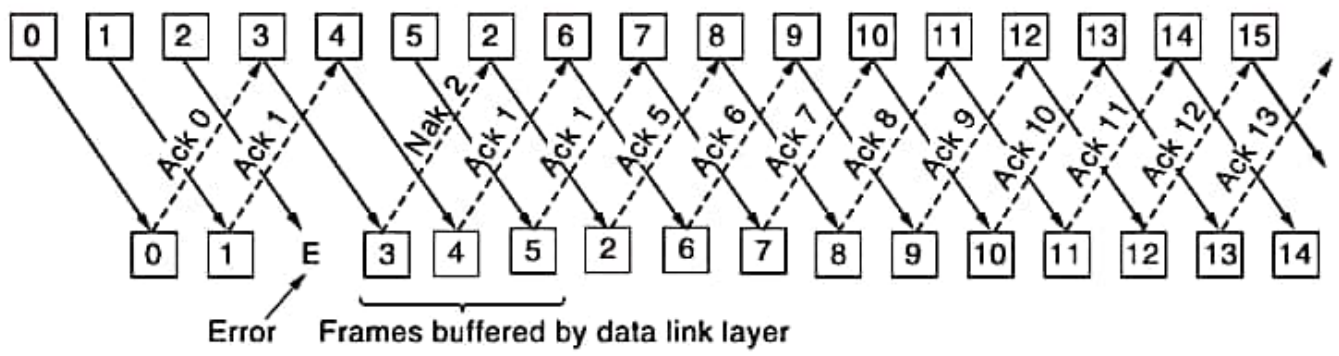 0 1 2 3 4 5 2 6 7 8 9 10 11 12 13 14 15
Ack 0 Ack 1 Nak 2 Ack 1 Ack 1 Ack 5 Ack 6 Ack 7 Ack 8 Ack 9 Ack 10 Ack 11 Ack 12 Ack 13
0 1 E 3 4 5 2 6 7 8 9 10 11 12 13 14
Error Frames buffered by data link layer